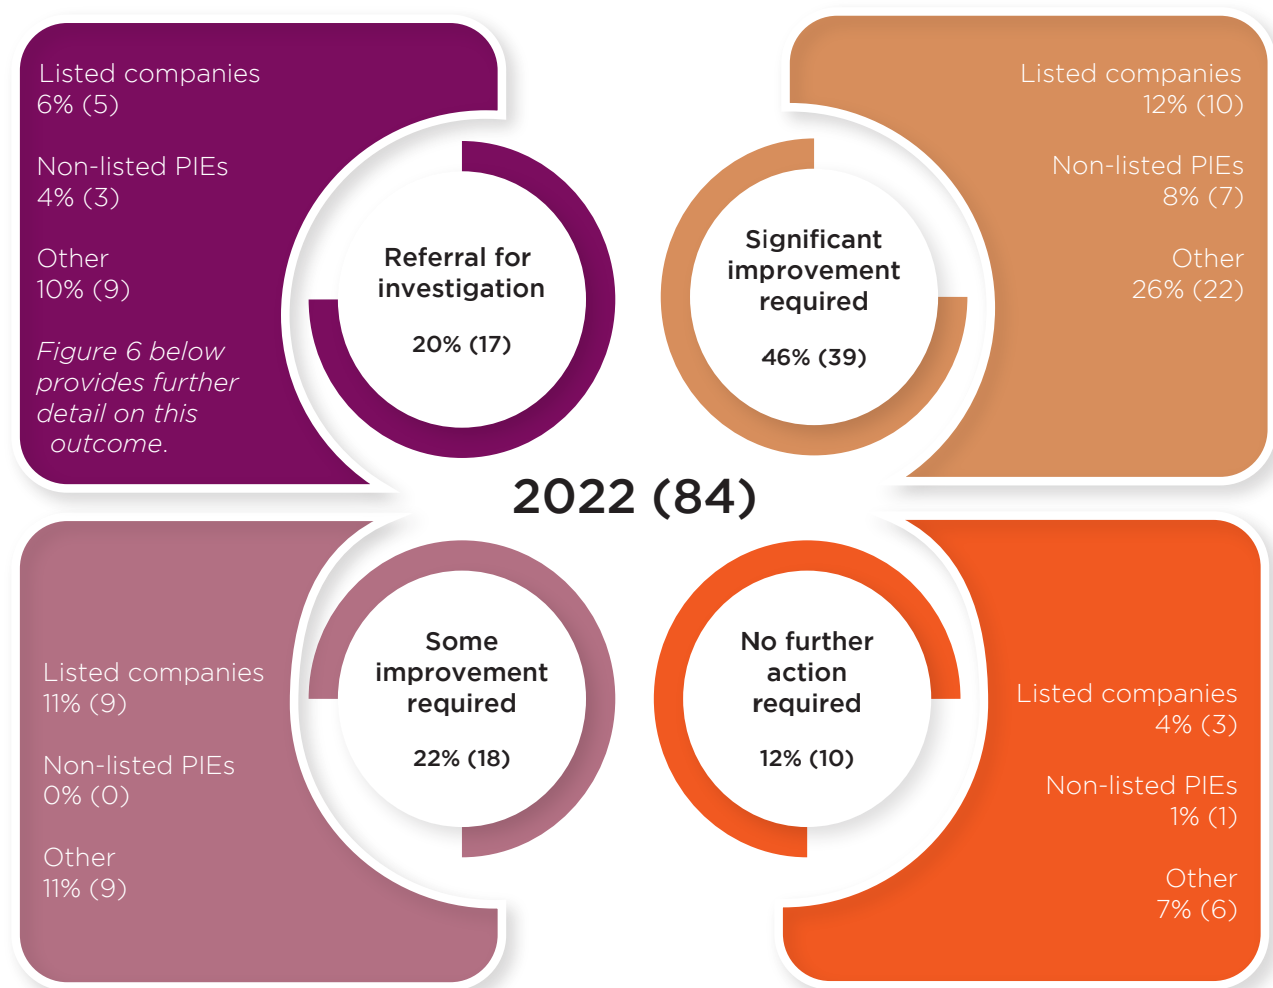 Listed companies
6% (5)
Non-listed PIEs
4% (3)
Other
10% (9)
Figure 6 below
provides further
detail on this
outcome.
Referral for
investigation
20% (17)
Significant
improvement
required
46% (39)
Listed companies
12% (10)
Non-listed PIEs
8% (7)
Other
26% (22)
2022 (84)
Listed companies
11% (9)
Non-listed PIEs
0% (0)
Other
11% (9)
Some
improvement
required
22% (18)
No further
action
required
12% (10)
Listed companies
4% (3)
Non-listed PIEs
1% (1)
Other
7% (6)